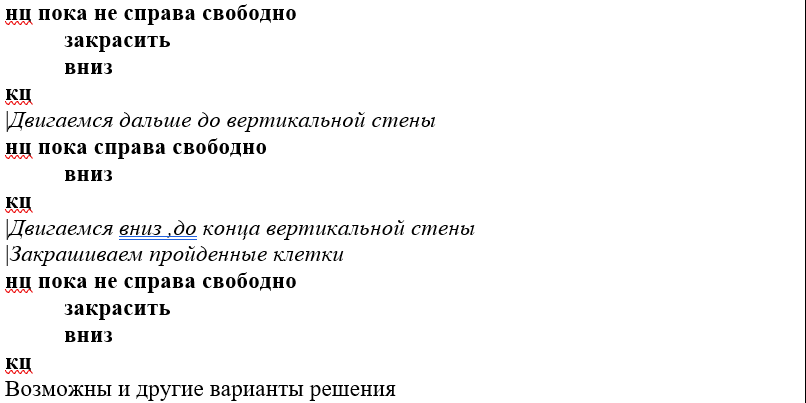 нц пока не справа свободно
закрасить
вниз
кц
|Двигаемся дальше до вертикальной стены
нц пока справа свободно
вниз
кц
|Двигаемся вниз ,до конца вертикальной стены
|Закрашиваем пройденные клетки
нц пока не справа свободно
закрасить
вниз
кц
Возможны и другие варианты решения